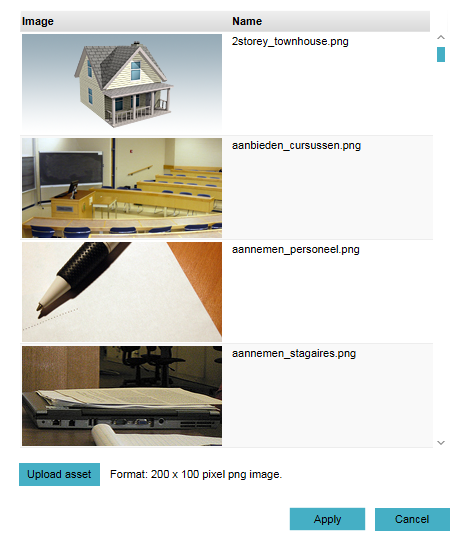 Image Name
2storey_townhouse.png
aanbieden_cursussen.png
aannemen_personeel.png
aannemen_stagaires.png
Upload asset Format: 200 x 100 pixel png image.
Apply Cancel